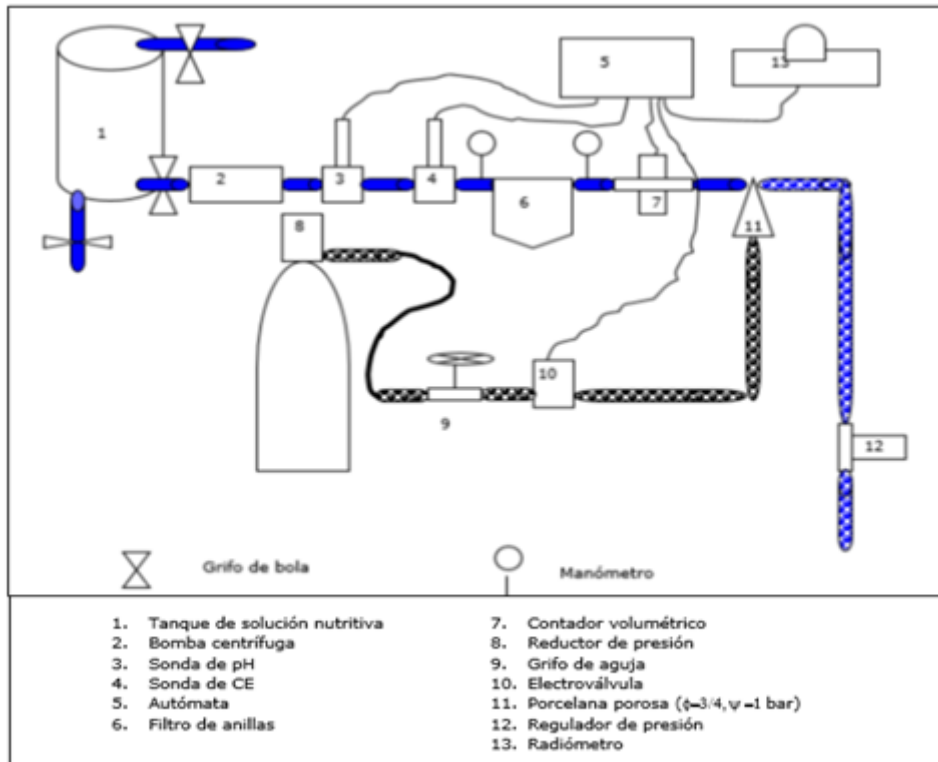 5
13
1
2
3
4
6
7
8
11
10
9
12
Grifo de bola
Manómetro
1. Tanque de solución nutritiva
2. Bomba centrífuga
3. Sonda de pH
4. Sonda de CE
5. Autómata
6. Filtro de anillas
7. Contador volumétrico
8. Reductor de presión
9. Grifo de aguja
10. Electroválvula
11. Porcelana porosa (ϕ=3/4, ψ =1 bar)
12. Regulador de presión
13. Radiómetro